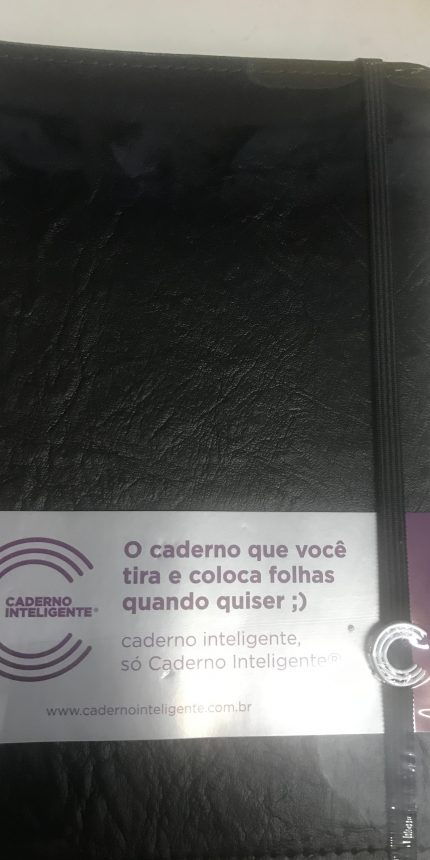 O caderno que você
tira e coloca folhas
quando quiser ;)
CADERNO
INTELIGENTE®
caderno inteligente,
só Caderno Inteligente®
www.cadernointeligente.com.br